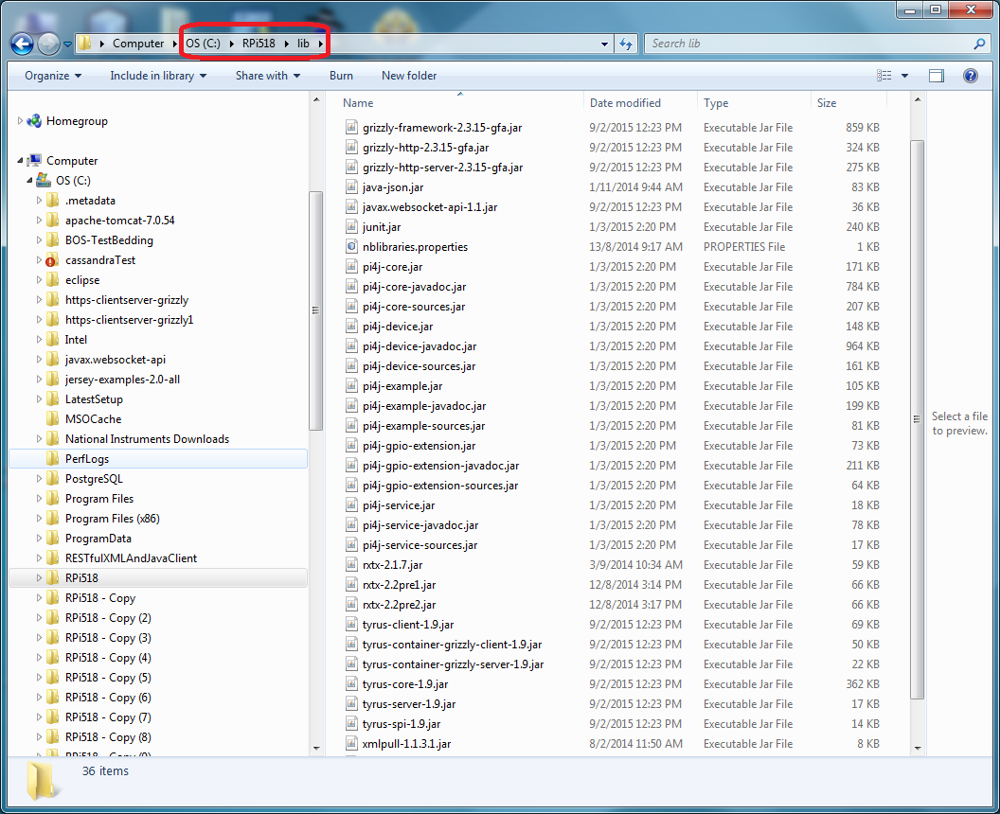 Computer OS (C:) RPi518 lib Search lib
Organize Include in library Share with Burn New folder
Homegroup
Computer
OS (C:)
.metadata
apache-tomcat-7.0.54
BOS-TestBedding
cassandraTest
eclipse
https-clientserver-grizzly
https-clientserver-grizzly1
Intel
javax.websocket-api
jersey-examples-2.0-all
LatestSetup
MSOCache
National Instruments Downloads
PerfLogs
PostgreSQL
Program Files
Program Files (x86)
ProgramData
RESTfulXMLAndJavaClient
RPi518
RPi518 - Copy
RPi518 - Copy (2)
RPi518 - Copy (3)
RPi518 - Copy (4)
RPi518 - Copy (5)
RPi518 - Copy (6)
RPi518 - Copy (7)
RPi518 - Copy (8)
RPi518 - Copy (9)
Name Date modified Type Size
grizzly-framework-2.3.15-gfa.jar 9/2/2015 12:23 PM Executable Jar File 859 KB
grizzly-http-2.3.15-gfa.jar 9/2/2015 12:23 PM Executable Jar File 324 KB
grizzly-http-server-2.3.15-gfa.jar 9/2/2015 12:23 PM Executable Jar File 275 KB
java-json.jar 1/11/2014 9:44 AM Executable Jar File 83 KB
javax.websocket-api-1.1.jar 9/2/2015 12:23 PM Executable Jar File 36 KB
junit.jar 1/3/2015 2:20 PM Executable Jar File 240 KB
nblibraries.properties 13/8/2014 9:17 AM PROPERTIES File 1 KB
pi4j-core.jar 1/3/2015 2:20 PM Executable Jar File 171 KB
pi4j-core-javadoc.jar 1/3/2015 2:20 PM Executable Jar File 784 KB
pi4j-core-sources.jar 1/3/2015 2:20 PM Executable Jar File 207 KB
pi4j-device.jar 1/3/2015 2:20 PM Executable Jar File 148 KB
pi4j-device-javadoc.jar 1/3/2015 2:20 PM Executable Jar File 964 KB
pi4j-device-sources.jar 1/3/2015 2:20 PM Executable Jar File 161 KB
pi4j-example.jar 1/3/2015 2:20 PM Executable Jar File 105 KB
pi4j-example-javadoc.jar 1/3/2015 2:20 PM Executable Jar File 199 KB
pi4j-example-sources.jar 1/3/2015 2:20 PM Executable Jar File 81 KB
pi4j-gpio-extension.jar 1/3/2015 2:20 PM Executable Jar File 73 KB
pi4j-gpio-extension-javadoc.jar 1/3/2015 2:20 PM Executable Jar File 211 KB
pi4j-gpio-extension-sources.jar 1/3/2015 2:20 PM Executable Jar File 64 KB
pi4j-service.jar 1/3/2015 2:20 PM Executable Jar File 18 KB
pi4j-service-javadoc.jar 1/3/2015 2:20 PM Executable Jar File 78 KB
pi4j-service-sources.jar 1/3/2015 2:20 PM Executable Jar File 17 KB
rxtx-2.1.7.jar 3/9/2014 10:34 AM Executable Jar File 59 KB
rxtx-2.2pre1.jar 12/8/2014 3:14 PM Executable Jar File 66 KB
rxtx-2.2pre2.jar 12/8/2014 3:17 PM Executable Jar File 66 KB
tyrus-client-1.9.jar 9/2/2015 12:23 PM Executable Jar File 69 KB
tyrus-container-grizzly-client-1.9.jar 9/2/2015 12:23 PM Executable Jar File 50 KB
tyrus-container-grizzly-server-1.9.jar 9/2/2015 12:23 PM Executable Jar File 22 KB
tyrus-core-1.9.jar 9/2/2015 12:23 PM Executable Jar File 362 KB
tyrus-server-1.9.jar 9/2/2015 12:23 PM Executable Jar File 17 KB
tyrus-spi-1.9.jar 9/2/2015 12:23 PM Executable Jar File 14 KB
xmlpull-1.1.3.1.jar 8/2/2014 11:50 AM Executable Jar File 8 KB
Select a file
to preview.
36 items